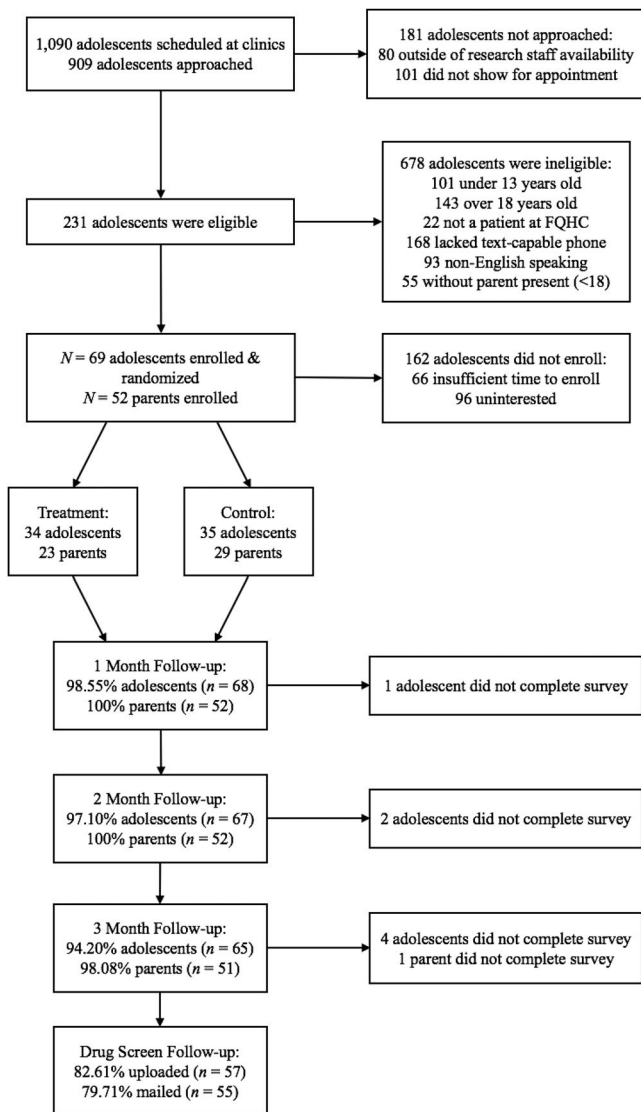 1,090 adolescents scheduled at clinics
909 adolescents approached
181 adolescents not approached:
80 outside of research staff availability
101 did not show for appointment
678 adolescents were ineligible:
101 under 13 years old
143 over 18 years old
22 not a patient at FQHC
168 lacked text-capable phone
93 non-English speaking
55 without parent present (<18)
231 adolescents were eligible
N = 69 adolescents enrolled &
randomized
N = 52 parents enrolled
162 adolescents did not enroll:
66 insufficient time to enroll
96 uninterested
Treatment:
34 adolescents
23 parents
Control:
35 adolescents
29 parents
1 Month Follow-up:
98.55% adolescents (n = 68)
100% parents (n = 52)
1 adolescent did not complete survey
2 Month Follow-up:
97.10% adolescents (n = 67)
100% parents (n = 52)
2 adolescents did not complete survey
3 Month Follow-up:
94.20% adolescents (n = 65)
98.08% parents (n = 51)
4 adolescents did not complete survey
1 parent did not complete survey
Drug Screen Follow-up:
82.61% uploaded (n = 57)
79.71% mailed (n = 55)